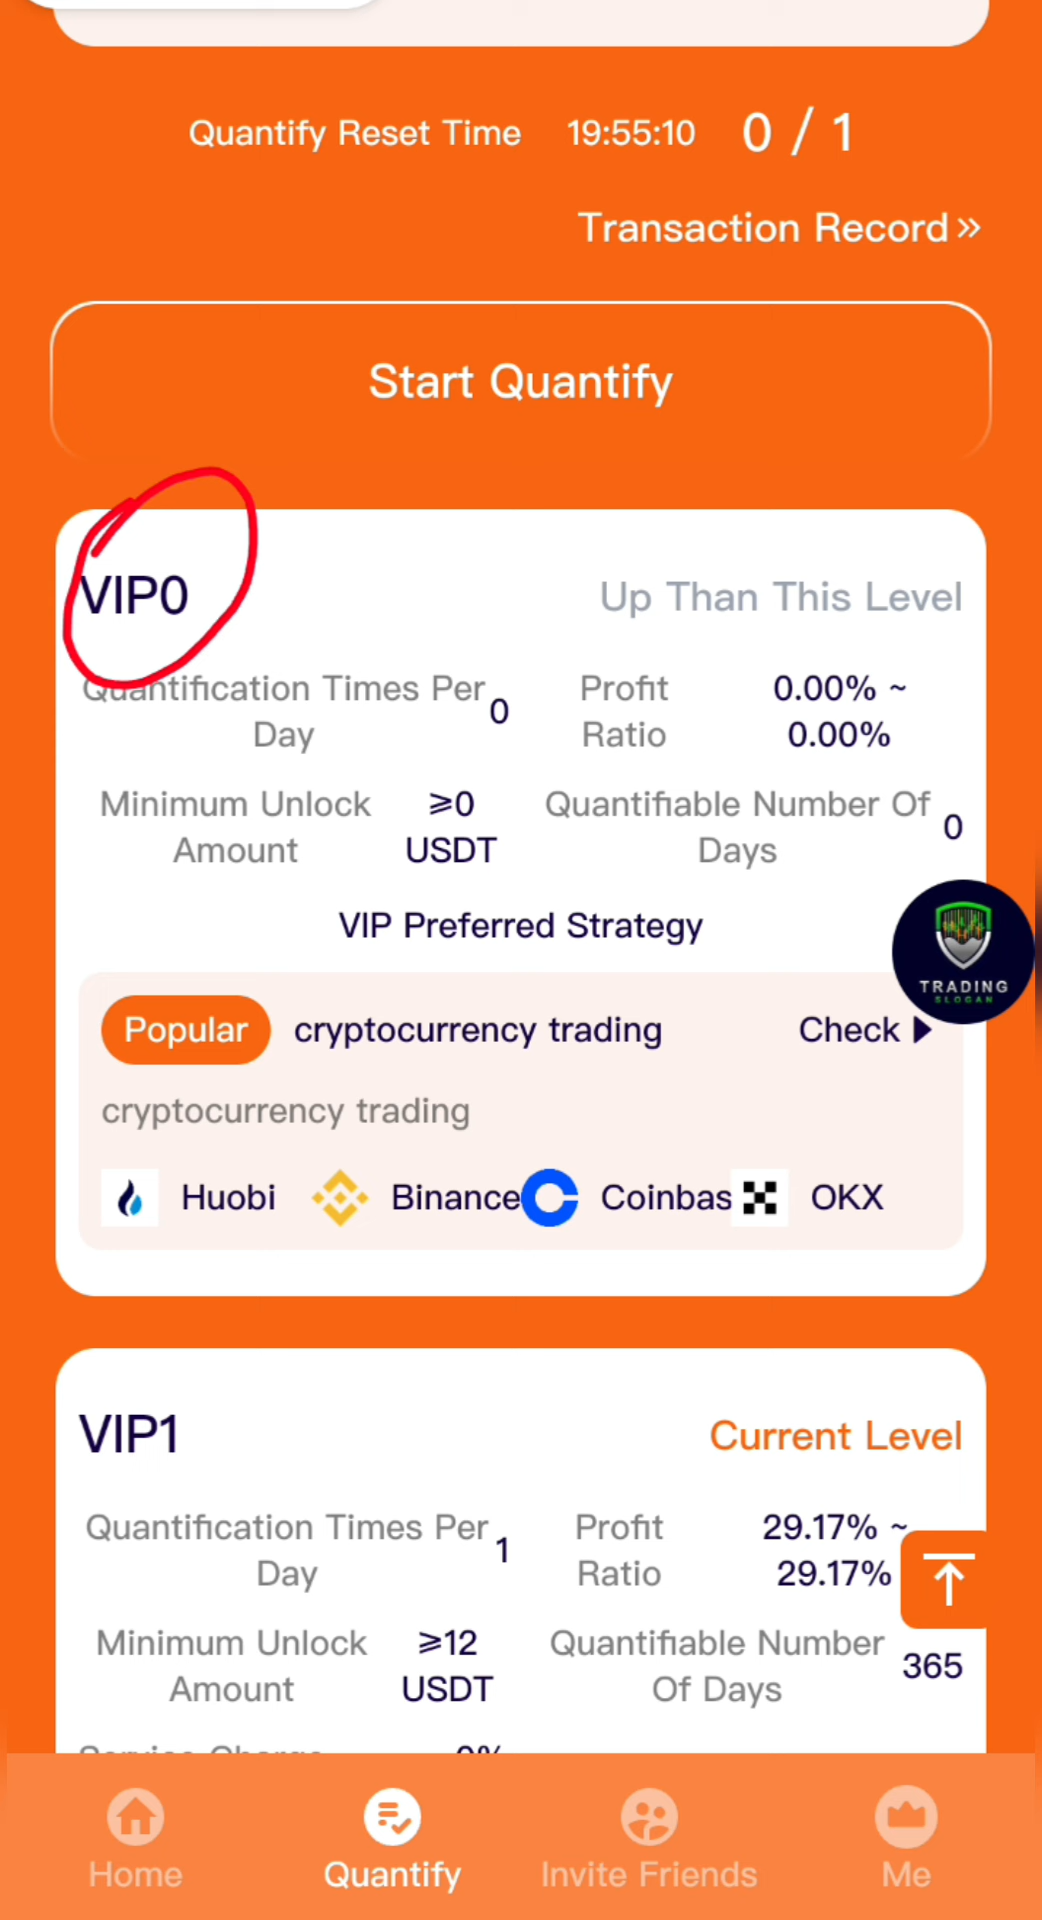 Quantify Reset Time 19:55:10 0 / 1
Transaction Record »
Start Quantify
VIP0 Up Than This Level
Quantification Times Per Day 0 Profit Ratio 0.00% ~ 0.00%
Minimum Unlock Amount ⩾0 USDT Quantifiable Number Of Days 0
VIP Preferred Strategy
TRADING
SLOGAN
Popular cryptocurrency trading Check
cryptocurrency trading
Huobi Binance Coinbas OKX
VIP1 Current Level
Quantification Times Per Day 1 Profit Ratio 29.17% ~ 29.17%
Minimum Unlock Amount ⩾12 USDT Quantifiable Number Of Days 365
Service Charge 0%
Home Quantify Invite Friends Me